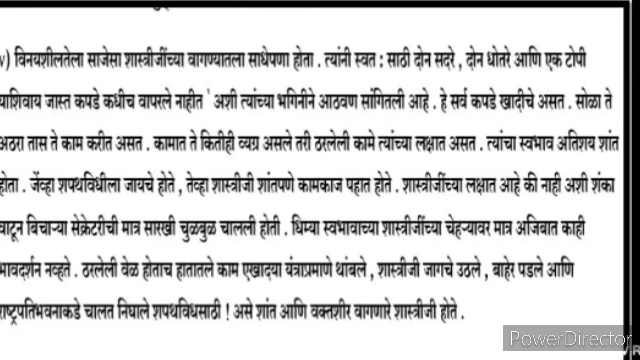 v) विनयशीलतेला साजेसा शास्त्रीजींच्या वागण्यातला साधेपणा होता . त्यांनी स्वत : साठी दोन सदरे , दोन धोतरे आणि एक टोपी
याशिवाय जास्त कपडे कधीच वापरले नाहीत ' अशी त्यांच्या भगिनीने आठवण सांगितली आहे . हे सर्व कपडे खादीचे असत . सोळा ते
अठरा तास ते काम करीत असत . कामात ते कितीही व्यग्र असले तरी ठरलेली कामे त्यांच्या लक्षात असत . त्यांचा स्वभाव अतिशय शांत
होता . जेंव्हा शपथविधीला जायचे होते , तेव्हा शास्त्रीजी शांतपणे कामकाज पहात होते . शास्त्रीजींच्या लक्षात आहे की नाही अशी शंका
वाटून बिचाऱ्या सेक्रेटरीची मात्र सारखी चुळबुळ चालली होती . धिम्या स्वभावाच्या शास्त्रीजींच्या चेहऱ्यावर मात्र अजिबात काही
भावदर्शन नव्हते . ठरलेली वेळ होताच हातातले काम एखादया यंत्राप्रमाणे थांबले , शास्त्रीजी जागचे उठले , बाहेर पडले आणि
राष्ट्रपतिभवनाकडे चालत निघाले शपथविधसाठी ! असे शांत आणि वक्तशीर वागणारे शास्त्रीजी होते .
PowerDirector